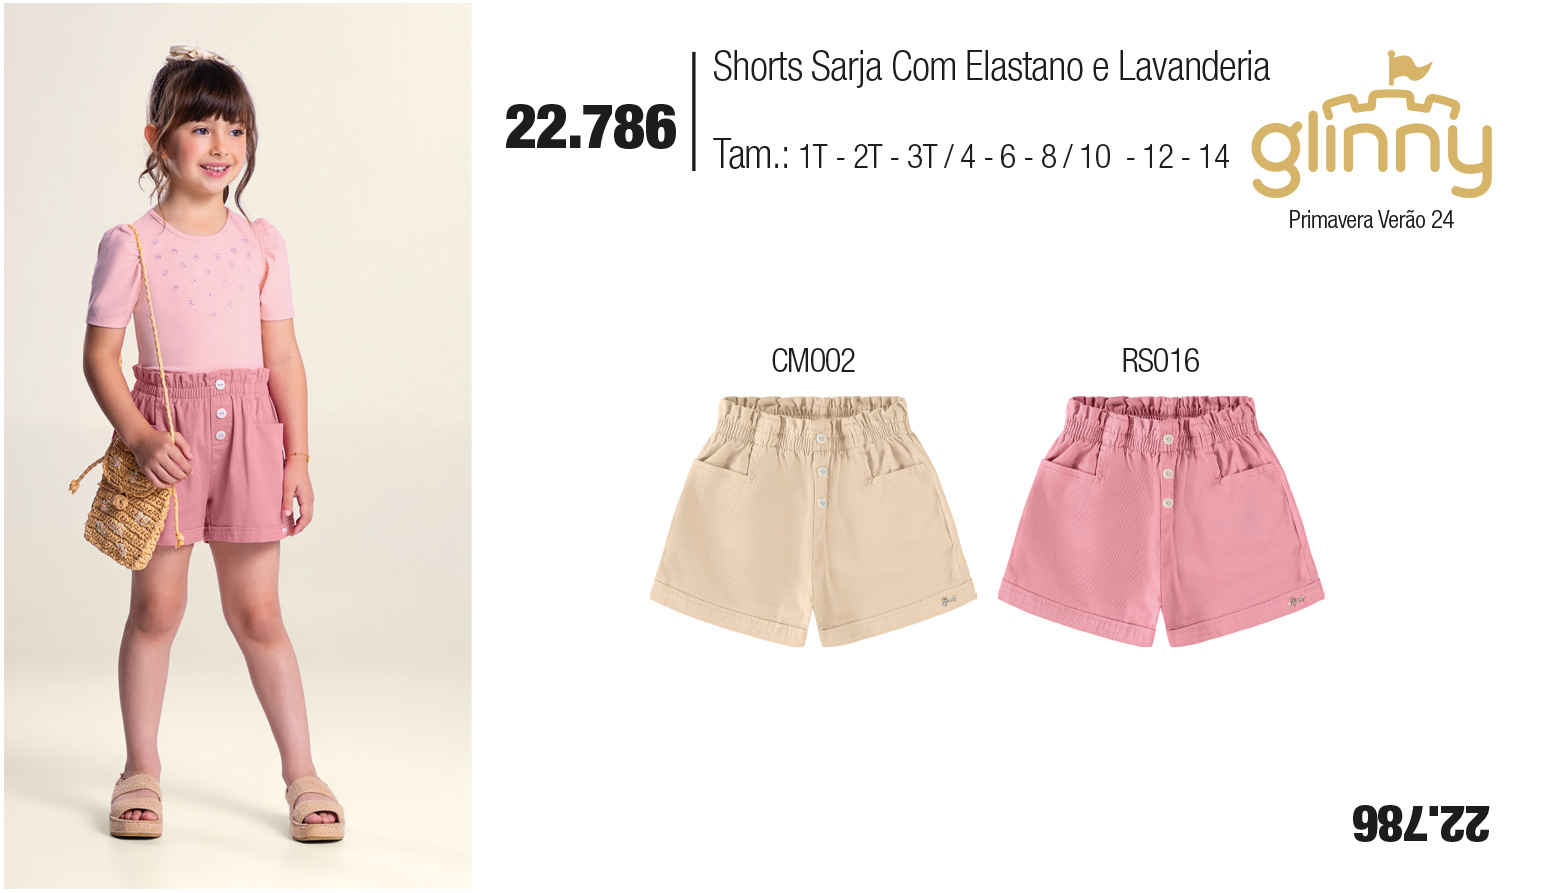 22.786
Shorts Sarja Com Elastano e Lavanderia
Tam.: 1T - 2T - 3T / 4 - 6 - 8 / 10 - 12 - 14
glinny
Primavera Verão 24
CM002
RS016
22.786